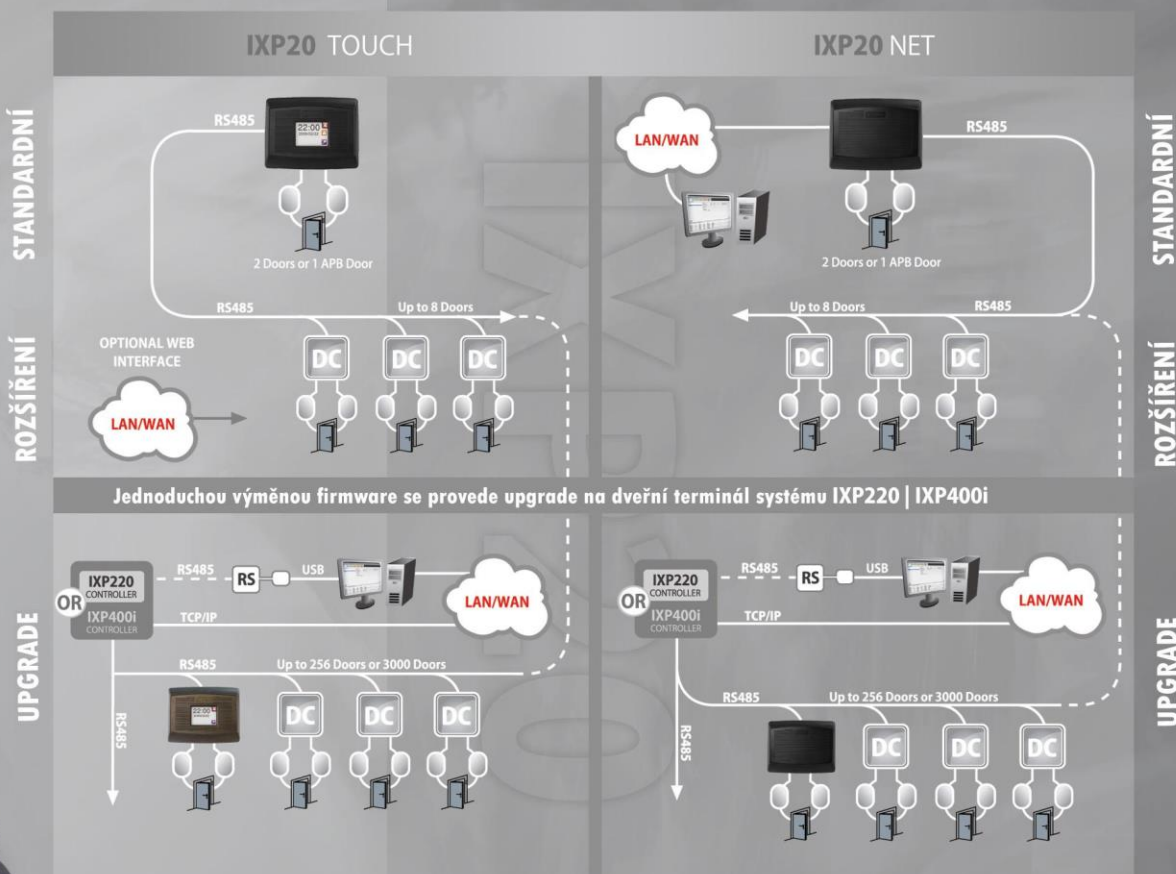 IXP20 TOUCH
IXP20 NET
STANDARDNÍ
RS485
22:00
2 Doors or 1 APB Door
LAN/WAN
RS485
2 Doors or 1 APB Door
STANDARDNÍ
ROZŠÍŘENÍ
RS485
Up to 8 Doors
OPTIONAL WEB
INTERFACE
LAN/WAN
DC
DC
DC
Up to 8 Doors
RS485
DC
DC
DC
ROZŠÍŘENÍ
Jednoduchou výměnou firmware se provede upgrade na dveřní terminál systému IXP220 | IXP400i
UPGRADE
IXP220
CONTROLLER
OR
IXP400i
CONTROLLER
RS485
RS
USB
LAN/WAN
TCP/IP
RS485
Up to 256 Doors or 3000 Doors
RS485
22:00
DC
DC
DC
IXP220
CONTROLLER
OR
IXP400i
CONTROLLER
RS485
RS
USB
LAN/WAN
TCP/IP
RS485
Up to 256 Doors or 3000 Doors
RS485
DC
DC
DC
UPGRADE